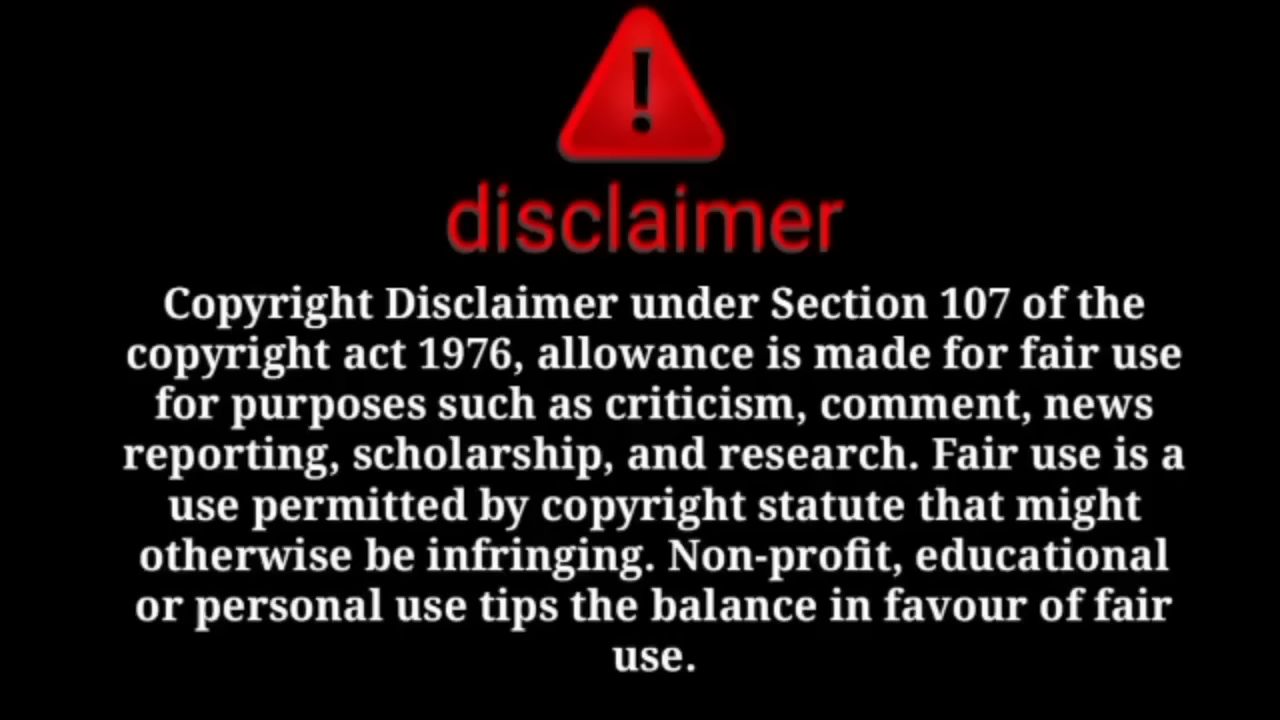 !
disclaimer
Copyright Disclaimer under Section 107 of the
copyright act 1976, allowance is made for fair use
for purposes such as criticism, comment, news
reporting, scholarship, and research. Fair use is a
use permitted by copyright statute that might
otherwise be infringing. Non-profit, educational
or personal use tips the balance in favour of fair
use.